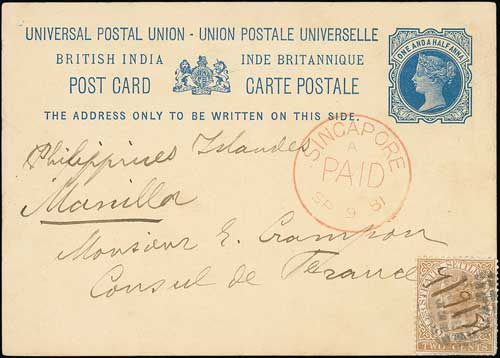 UNIVERSAL POSTAL UNION - UNION POSTALE UNIVERSELLE
BRITISH INDIA INDE BRITANNIQUE
POST CARD CARTE POSTALE
THE ADDRESS ONLY TO BE WRITTEN ON THIS SIDE.
ONE AND A HALF ANNA
SINGAPORE
A
PAID
SP 9 81
Philippines Islandes
Manilla
Monsieur E. Crampon
Consul de France
TWO CENTS